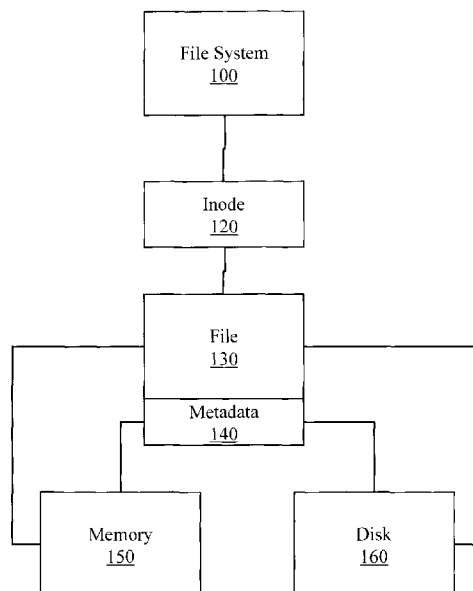 File System
100
Inode
120
File
130
Metadata
140
Memory
150
Disk
160